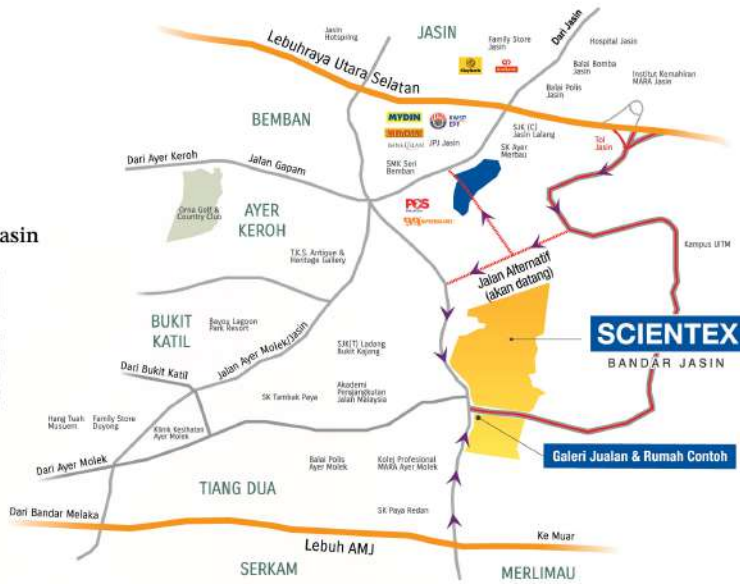 Jasin
Hotspring
JASIN
Family Store
Jasin
Dari Jasin
Hospital Jasin
Lebuhraya Utara Selatan
Maybank
Balai Bomba
Jasin
Institut Kemahiran
MARA Jasin
Balai Polis
Jasin
BEMBAN
MYDIN
KWSP
EPF
JPJ Jasin
SJK (C)
Jasin Lalang
Tol
Jasin
SMK Seri
Bemban
SK Ayer
Merbau
Dari Ayer Keroh
Jalan Gapam
Orna Golf &
Country Club
AYER
KEROH
POS
99
asin
T.K.S. Antique &
Heritage Gallery
Kampus UiTM
Jalan Alternatif
(akan datang)
BUKIT
KATIL
Bayou Lagoon
Park Resort
SCIENTEX
BANDAR JASIN
SJK(T) Ladang
Bukit Kajang
Dari Bukit Katil
Jalan Ayer Molek/Jasin
Akademi
Pengangkutan
Jalan Malaysia
SK Tambak Paya
Hang Tuah
Musuem
Family Store
Duyong
Klinik Kesihatan
Ayer Molek
Galeri Jualan & Rumah Contoh
Dari Ayer Molek
Balai Polis
Ayer Molek
Kolej Profesional
MARA Ayer Molek
TIANG DUA
Dari Bandar Melaka
SK Paya Redan
Lebuh AMJ
Ke Muar
SERKAM
MERLIMAU